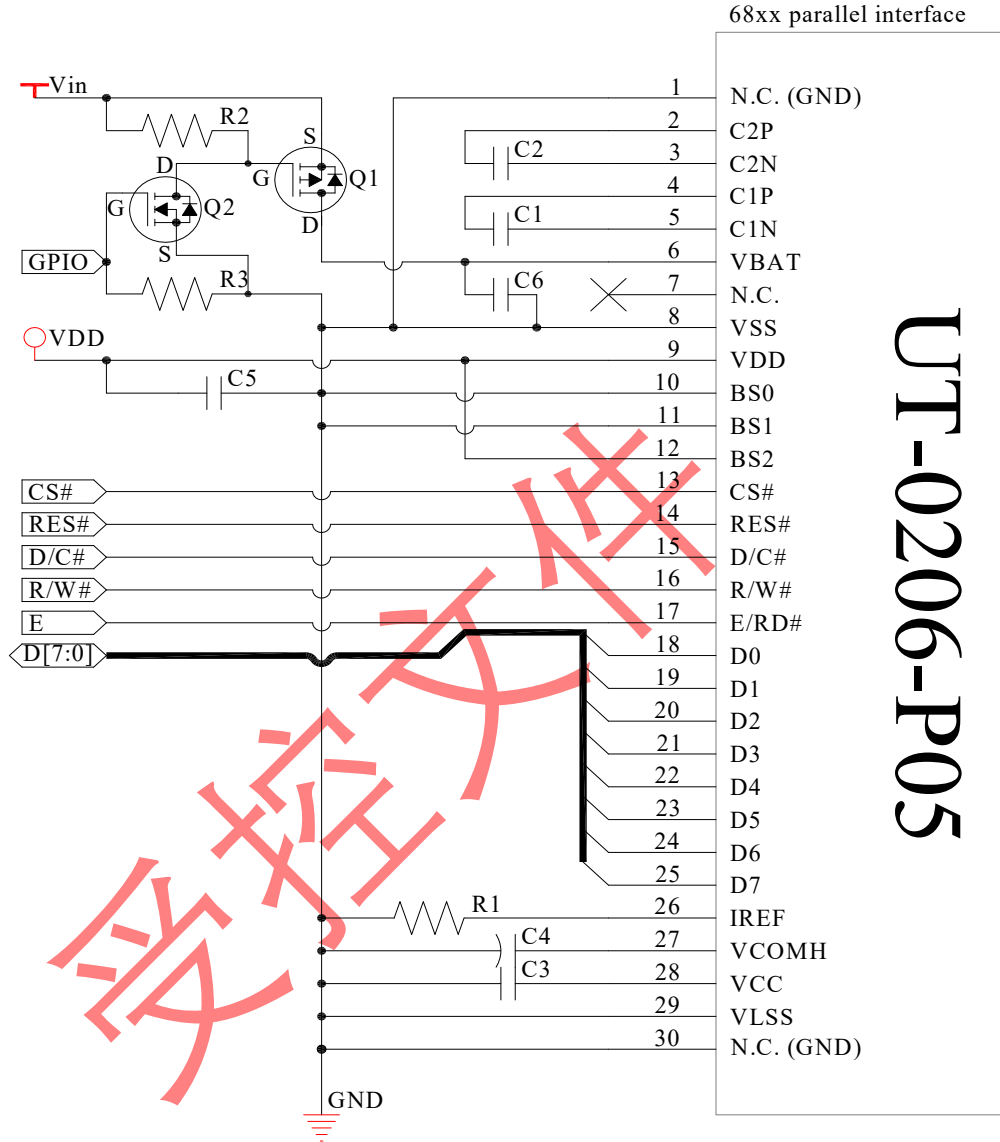 68xx parallel interface
Vin
R2
S
D
G
Q1
G
Q2
D
S
GPIO
R3
VDD
C5
C2
C1
C6
CS#
RES#
D/C#
R/W#
E
D[7:0]
R1
C4
C3
GND
1 N.C. (GND)
2 C2P
3 C2N
4 C1P
5 C1N
6 VBAT
7 N.C.
8 VSS
9 VDD
10 BS0
11 BS1
12 BS2
13 CS#
14 RES#
15 D/C#
16 R/W#
17 E/RD#
18 D0
19 D1
20 D2
21 D3
22 D4
23 D5
24 D6
25 D7
26 IREF
27 VCOMH
28 VCC
29 VLSS
30 N.C. (GND)
UT-0206-P05
受控文件